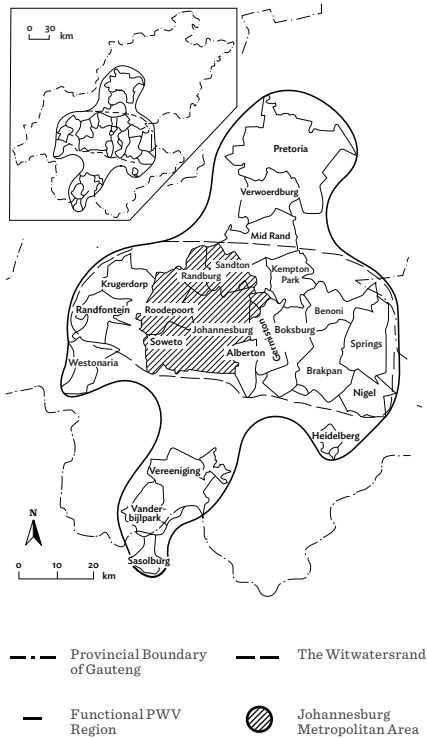 0 30 km
Pretoria
Verwoerdburg
Mid Rand
Sandton
Kempton
Park
Randburg
Krugerdorp
Randfontein
Roodepoort
Benoni
Johannesburg
Germiston
Boksburg
Soweto
Springs
Alberton
Westonaria
Brakpan
Nigel
Heidelberg
Vereeniging
Vander-
bijlpark
N
Sasolburg
0 10 20 km
Provincial Boundary
of Gauteng
The Witwatersrand
Functional PWV
Region
Johannesburg
Metropolitan Area